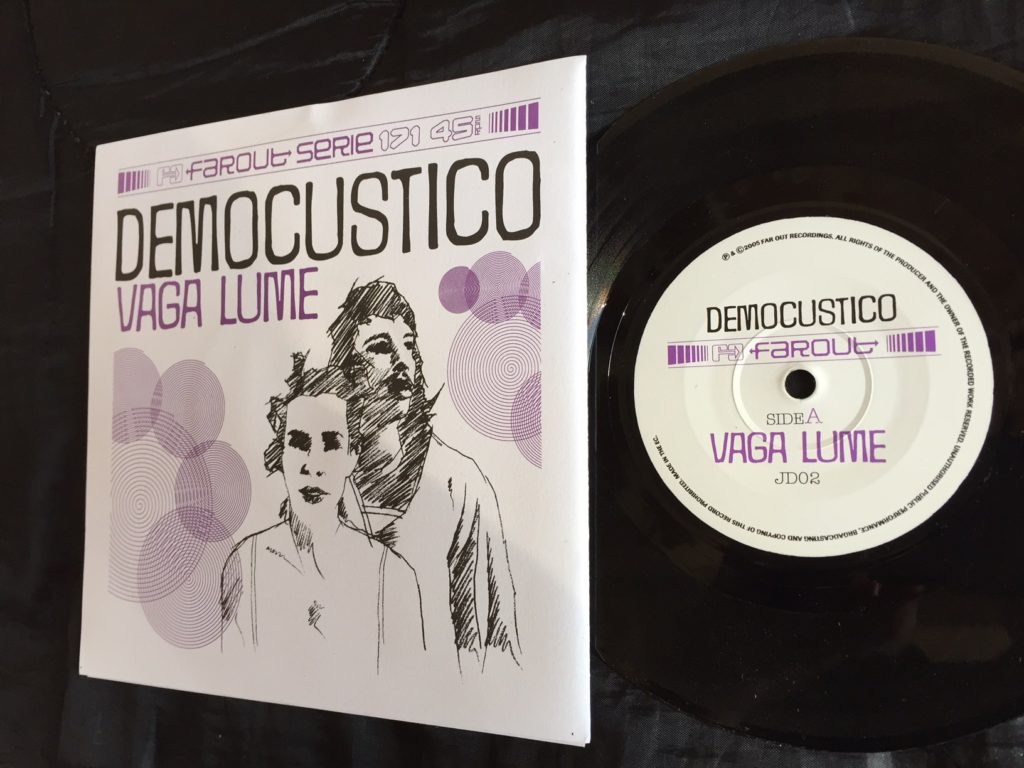 FAROUT SERIE 171 45 RPM
DEMOCUSTICO
VAGA LUME
℗ & ©2005 FAR OUT RECORDINGS. ALL RIGHTS OF THE PRODUCER AND THE OWNER OF THE RECORDED WORK RESERVED. UNAUTHORISED PUBLIC PERFORMANCE, BROADCASTING AND COPYING OF THIS RECORD PROHIBITED. MADE IN THE EC.
DEMOCUSTICO
FAROUT
SIDE A
VAGA LUME
JD02